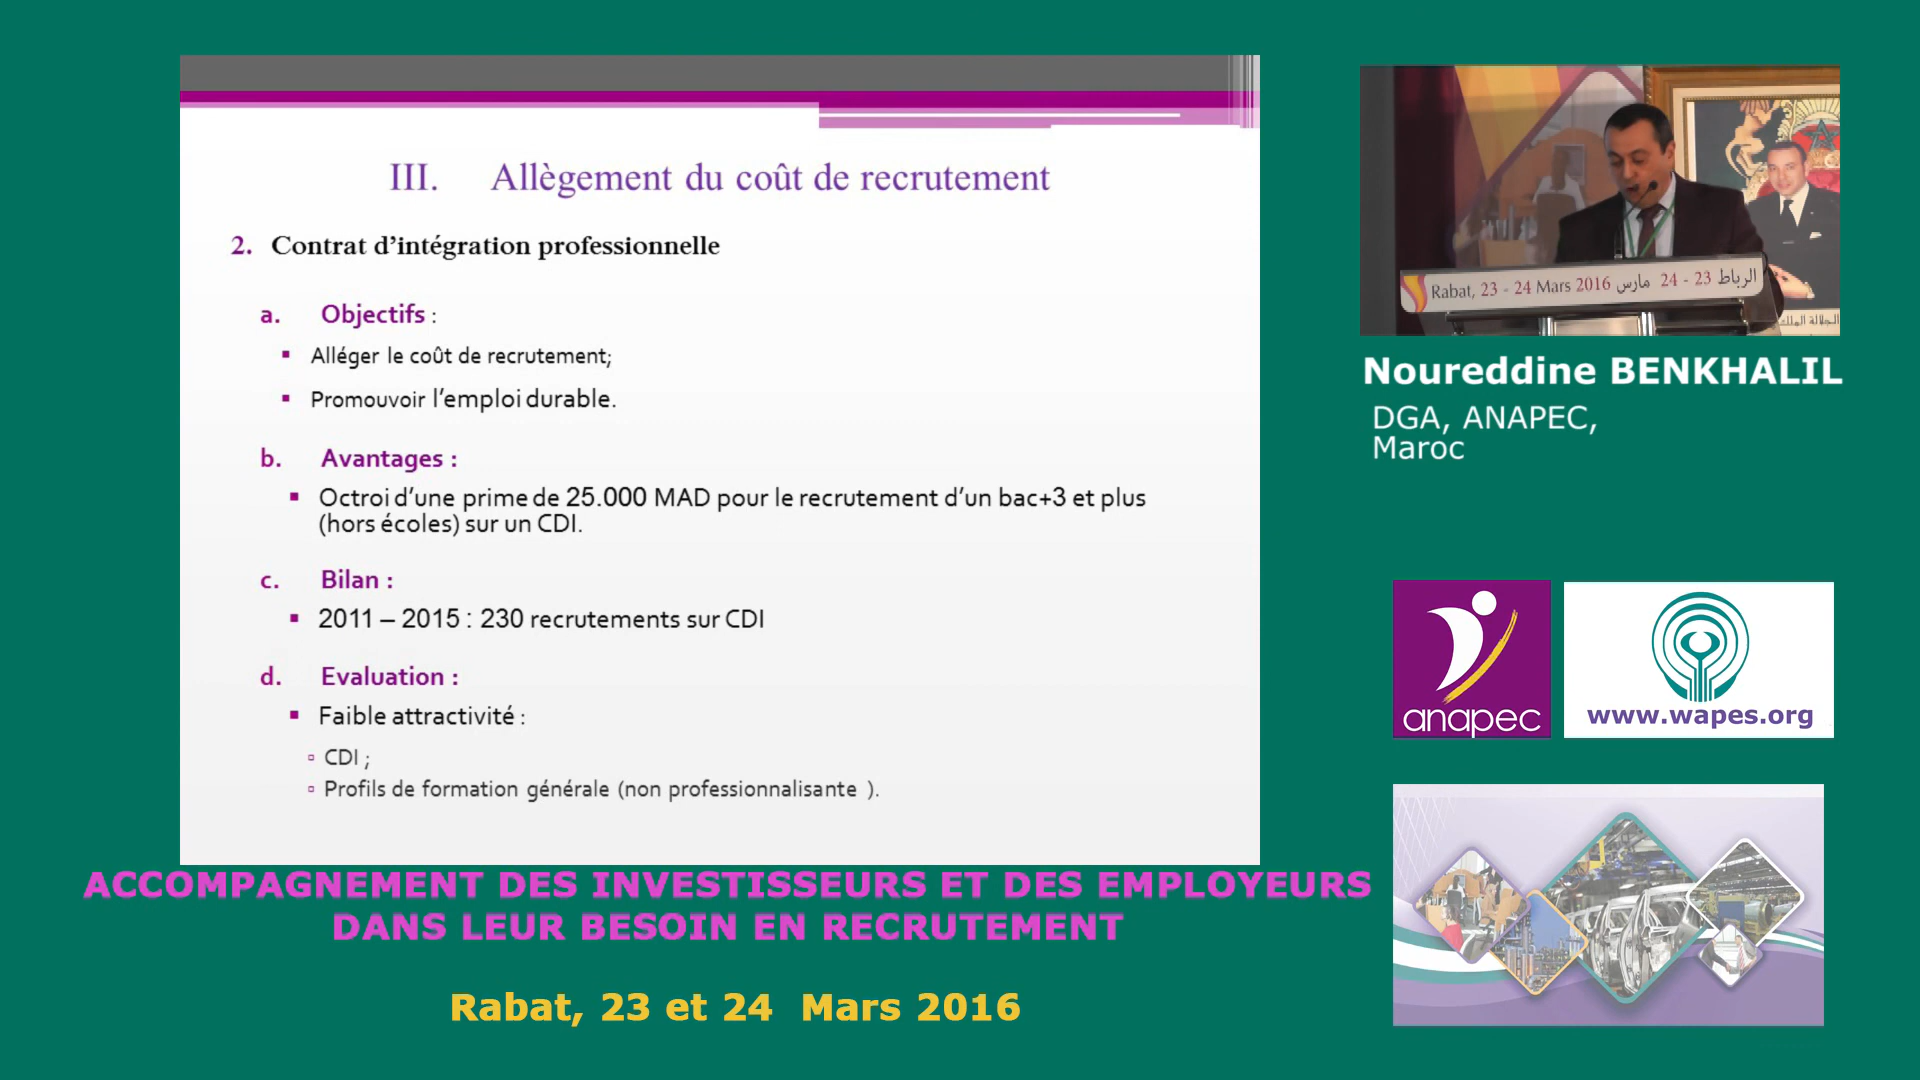 III. Allègement du coût de recrutement
2. Contrat d’intégration professionnelle
a. Objectifs :
▪ Alléger le coût de recrutement;
▪ Promouvoir l’emploi durable.
b. Avantages :
▪ Octroi d’une prime de 25.000 MAD pour le recrutement d’un bac+3 et plus
(hors écoles) sur un CDI.
c. Bilan :
▪ 2011 – 2015 : 230 recrutements sur CDI
d. Evaluation :
▪ Faible attractivité :
▫ CDI ;
▫ Profils de formation générale (non professionnalisante ).
Rabat, 23 - 24 Mars 2016 الرباط 23 - 24 مارس
Noureddine BENKHALIL
DGA, ANAPEC,
Maroc
anapec
www.wapes.org
ACCOMPAGNEMENT DES INVESTISSEURS ET DES EMPLOYEURS
DANS LEUR BESOIN EN RECRUTEMENT
Rabat, 23 et 24 Mars 2016